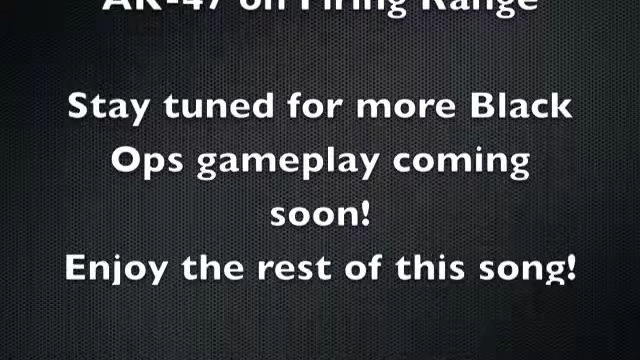 AK-47 on Firing Range
Stay tuned for more Black
Ops gameplay coming
soon!
Enjoy the rest of this song!